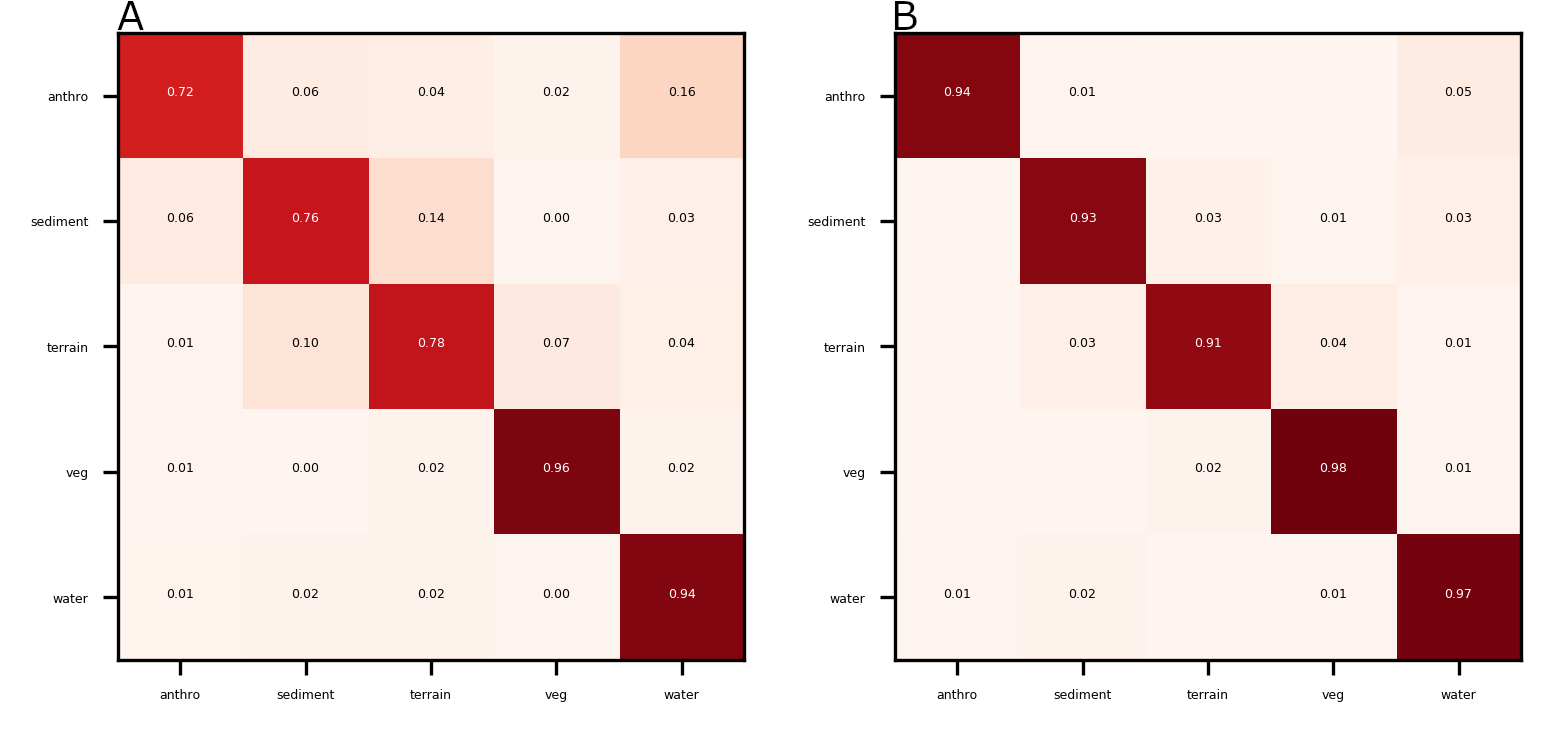 A B
anthro 0.72 0.06 0.04 0.02 0.16
sediment 0.06 0.76 0.14 0.00 0.03
terrain 0.01 0.10 0.78 0.07 0.04
veg 0.01 0.00 0.02 0.96 0.02
water 0.01 0.02 0.02 0.00 0.94
anthro sediment terrain veg water
anthro 0.94 0.01 0.05
sediment 0.93 0.03 0.01 0.03
terrain 0.03 0.91 0.04 0.01
veg 0.02 0.98 0.01
water 0.01 0.02 0.01 0.97
anthro sediment terrain veg water